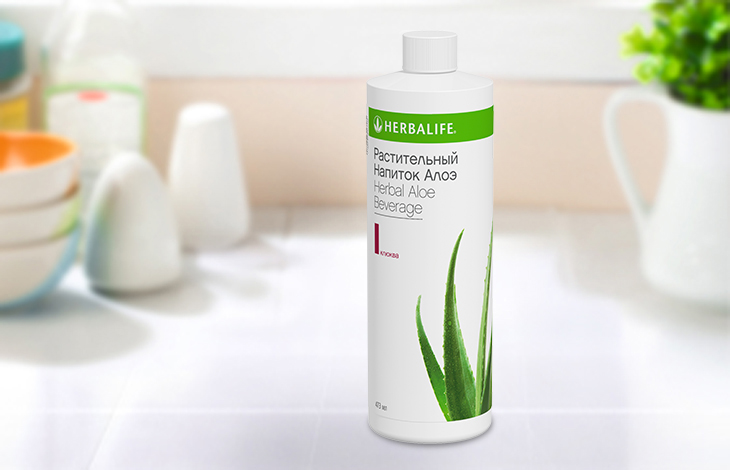 HERBALIFE.
Растительный
Напиток Алоэ
Herbal Aloe
Beverage
клюква
473 мл